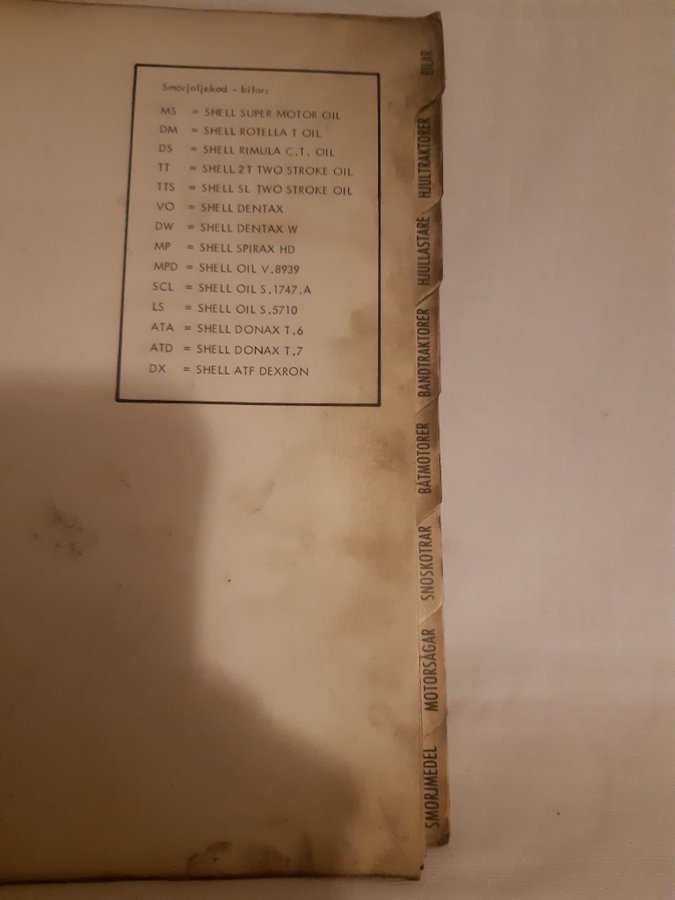 Smörjoljekod - bilar:
MS = SHELL SUPER MOTOR OIL
DM = SHELL ROTELLA T OIL
DS = SHELL RIMULA C.T. OIL
TT = SHELL 2T TWO STROKE OIL
TTS = SHELL SL TWO STROKE OIL
VO = SHELL DENTAX
DW = SHELL DENTAX W
MP = SHELL SPIRAX HD
MPD = SHELL OIL V.8939
SCL = SHELL OIL S.1747.A
LS = SHELL OIL S.5710
ATA = SHELL DONAX T.6
ATD = SHELL DONAX T.7
DX = SHELL ATF DEXRON
BILAR
HJULTRAKTORER
HJULLASTARE
BANDTRAKTORER
BÅTMOTORER
SNÖSKOTRAR
MOTORSÅGAR
SMÖRJMEDEL